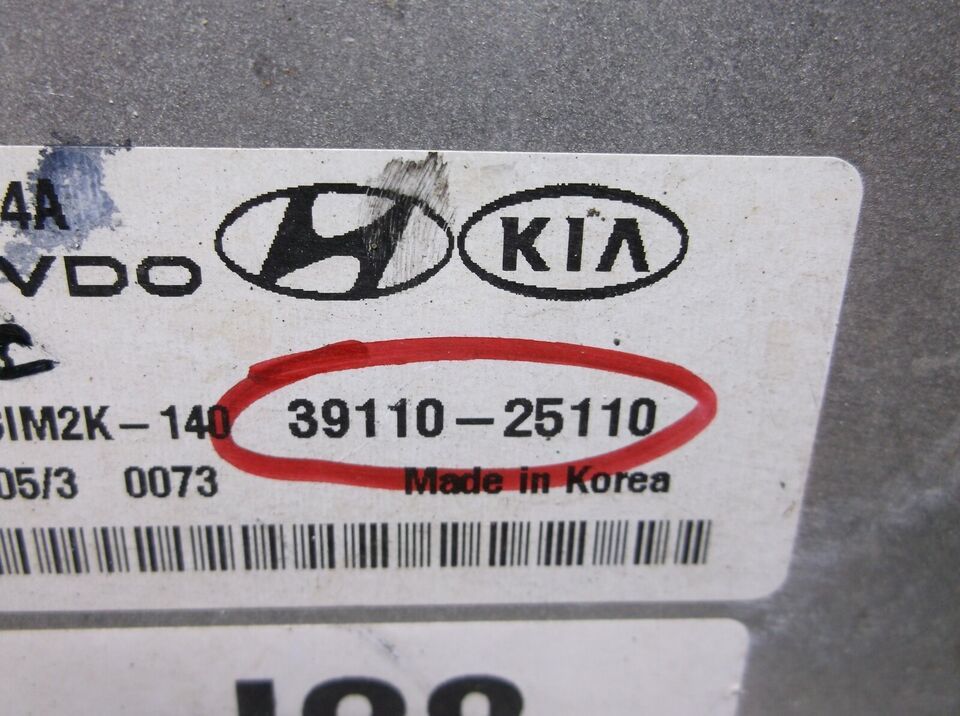 4A
VDO KIA
SIM2K-140 39110-25110
05/3 0073 Made in Korea